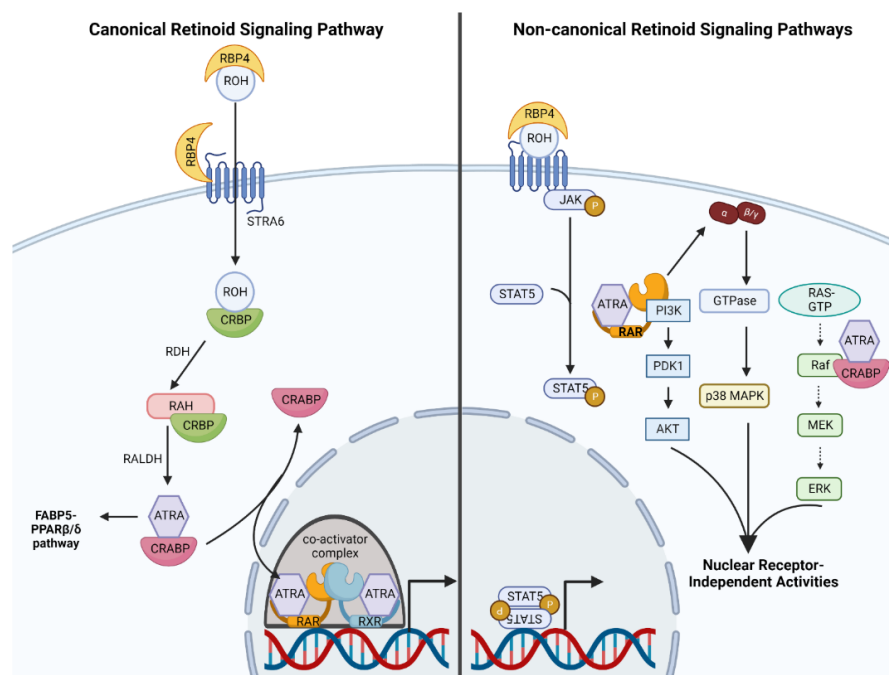 Canonical Retinoid Signaling Pathway
RBP4
ROH
RBP4
STRA6
ROH
CRBP
RDH
RAH
CRBP
RALDH
CRABP
ATRA
CRABP
FABP5-
PPARβ/δ
pathway
co-activator
complex
ATRA
ATRA
RAR
RXR
Non-canonical Retinoid Signaling Pathways
RBP4
ROH
JAK
P
STAT5
STAT5
P
ATRA
RAR
PI3K
PDK1
AKT
α
β/γ
GTPase
p38 MAPK
RAS-
GTP
ATRA
Raf
CRABP
MEK
ERK
Nuclear Receptor-
Independent Activities
STAT5
P
P
STAT5